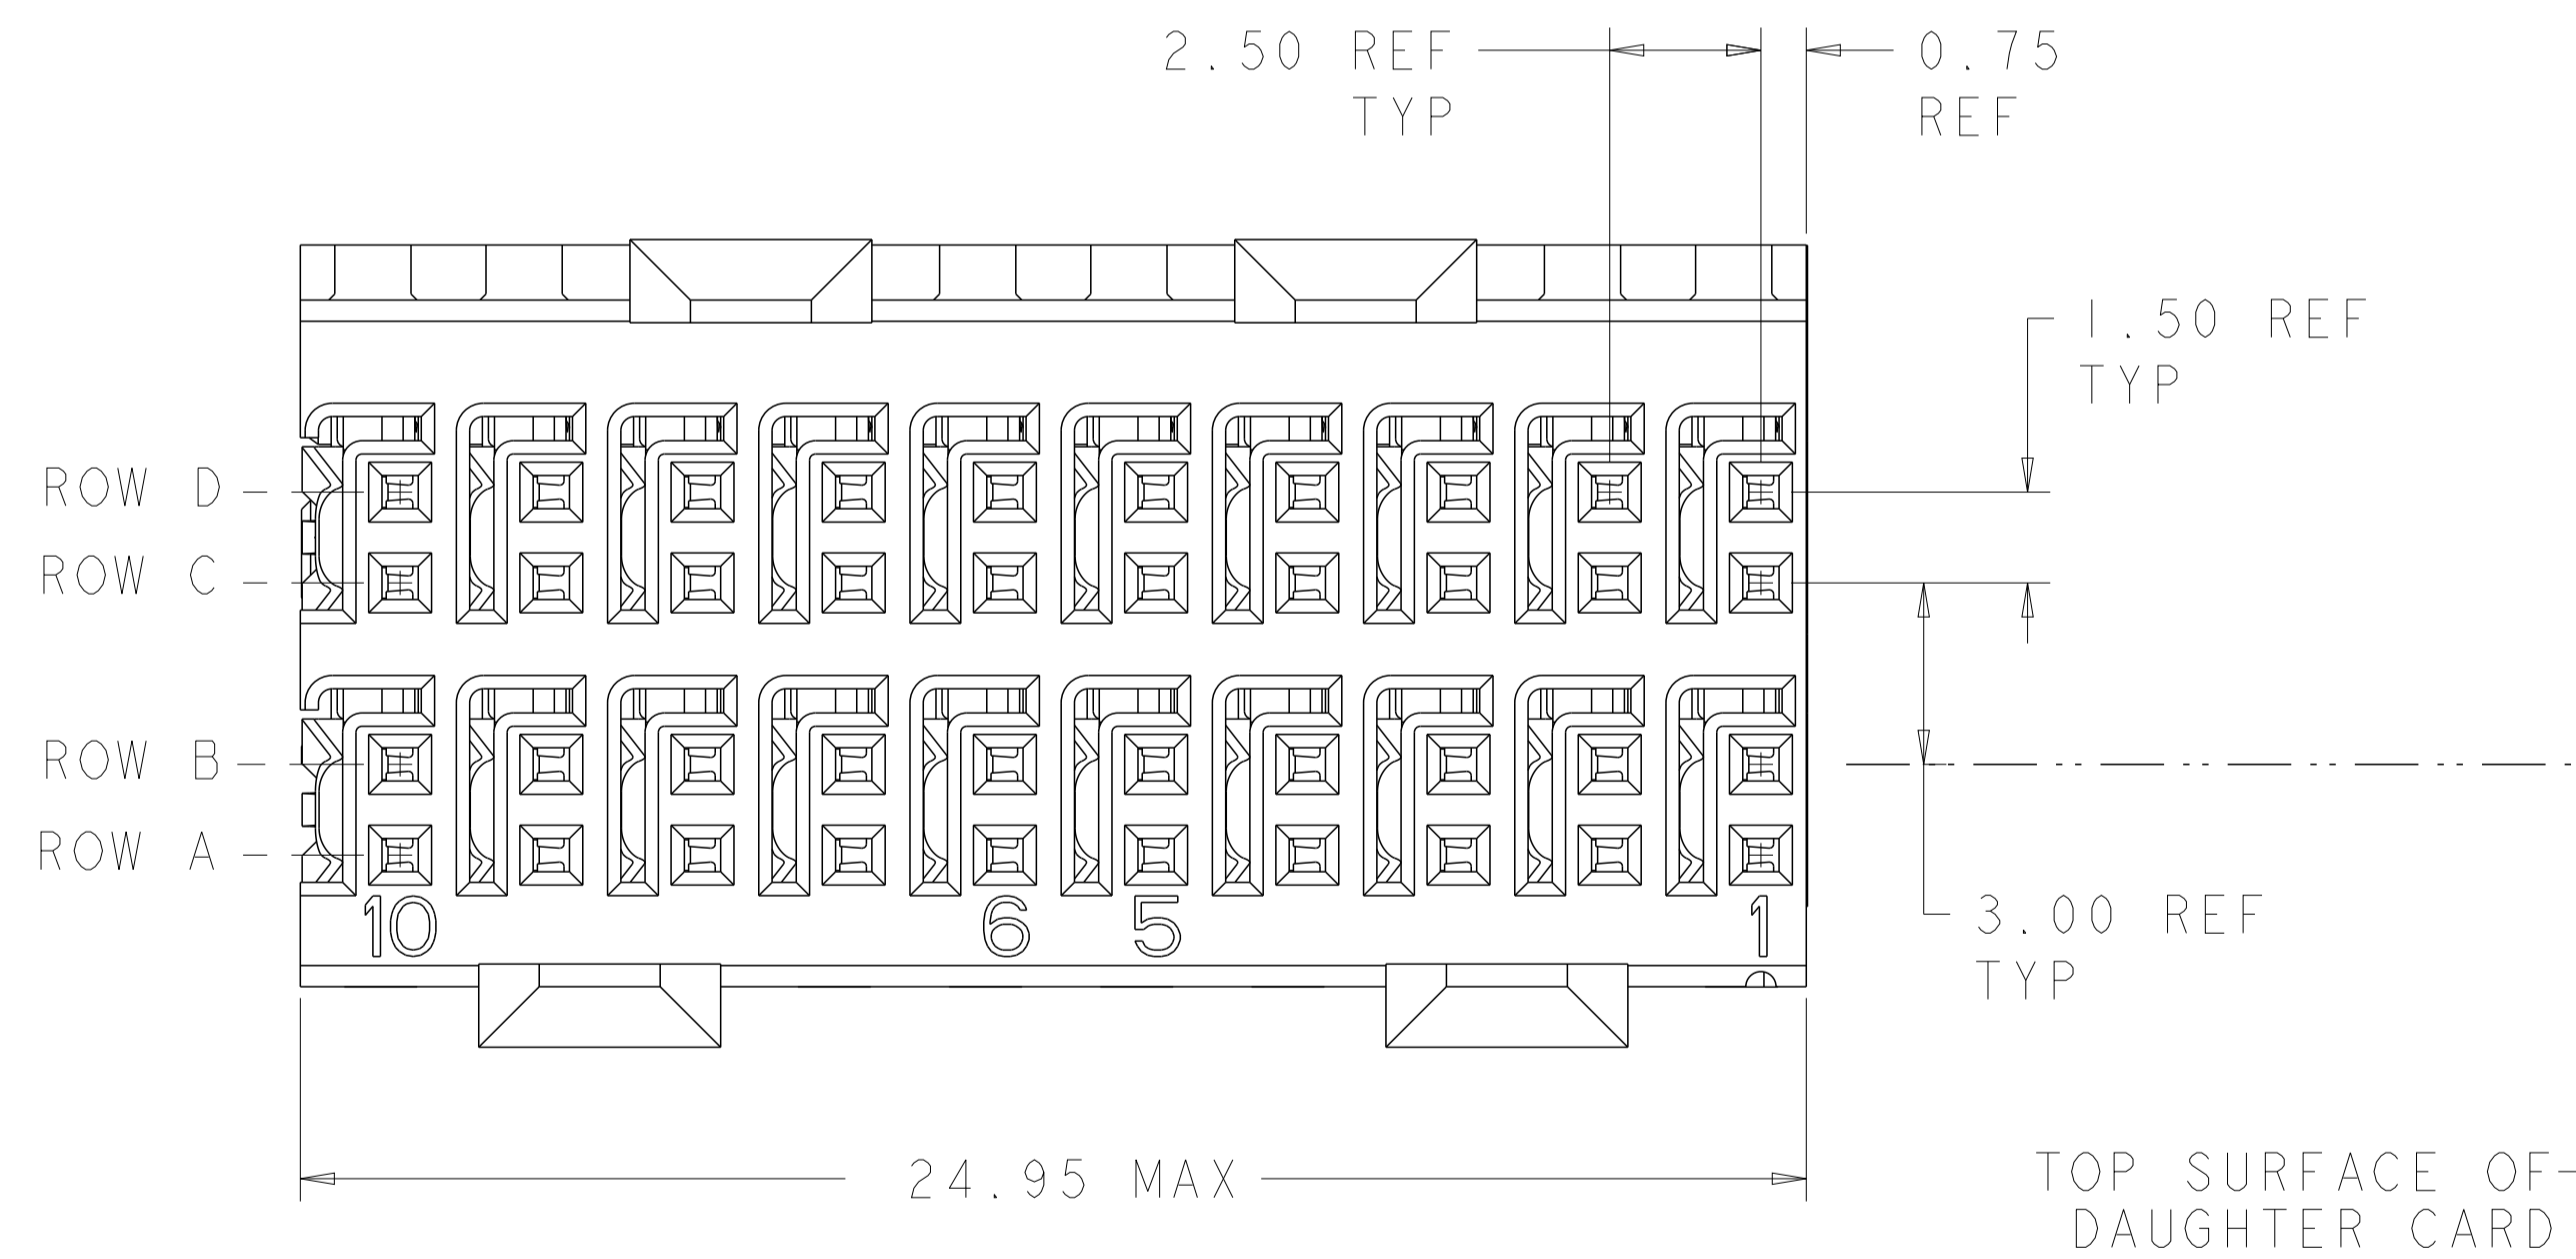 2.50 REF
TYP
0.75
REF
1.50 REF
TYP
ROW D
ROW C
ROW B
ROW A
10
6
5
1
3.00 REF
TYP
24.95 MAX
TOP SURFACE OF
DAUGHTER CARD